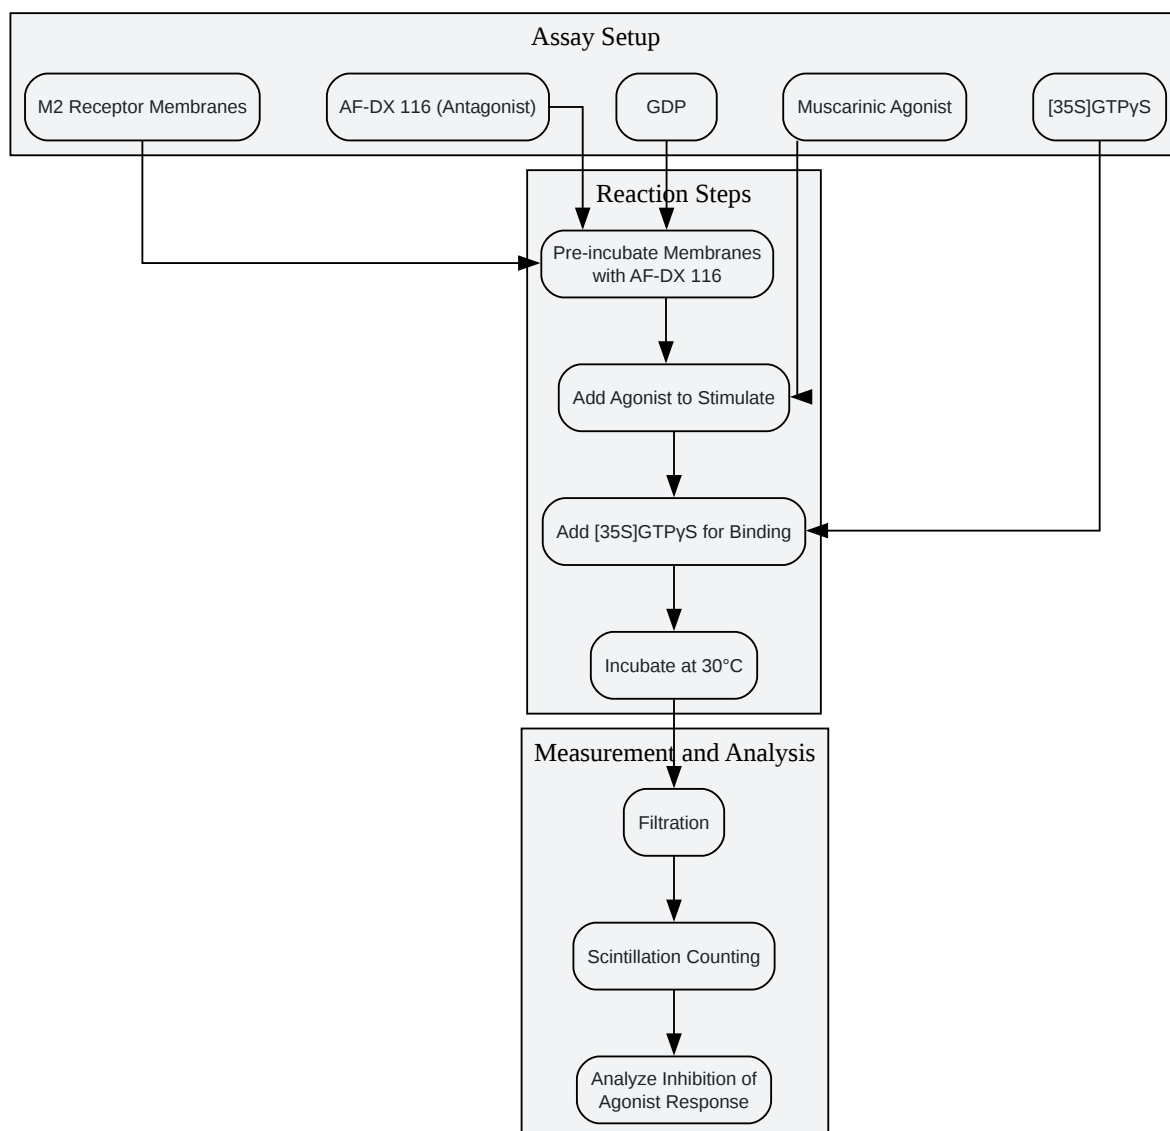 Assay Setup
M2 Receptor Membranes
AF-DX 116 (Antagonist)
GDP
Muscarinic Agonist
[35S]GTPγS
Reaction Steps
Pre-incubate Membranes
with AF-DX 116
Add Agonist to Stimulate
Add [35S]GTPγS for Binding
Incubate at 30°C
Measurement and Analysis
Filtration
Scintillation Counting
Analyze Inhibition of
Agonist Response